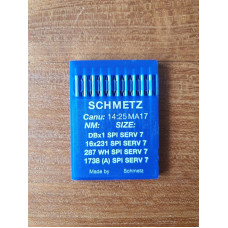 SCHMETZ
Canu: 14:25 MA17
NM: SIZE:
DBx1 SPI SERV 7
16x231 SPI SERV 7
287 WH SPI SERV 7
1738 (A) SPI SERV 7
Made by Schmetz